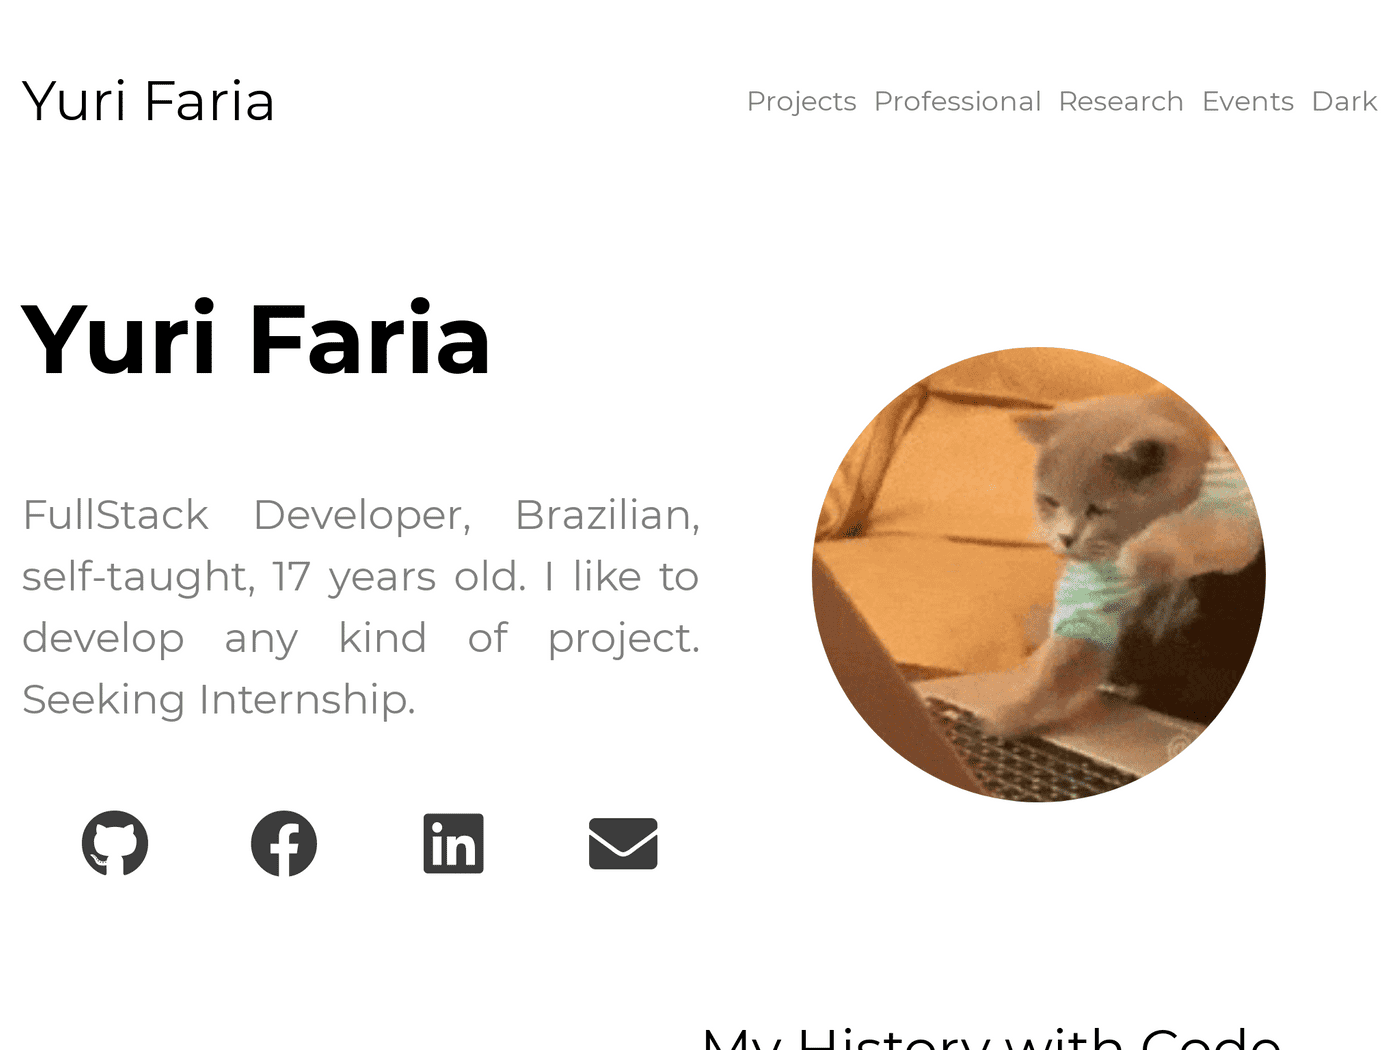 Yuri Faria
Projects Professional Research Events Dark
Yuri Faria
FullStack Developer, Brazilian,
self-taught, 17 years old. I like to
develop any kind of project.
Seeking Internship.
in
My History with Code